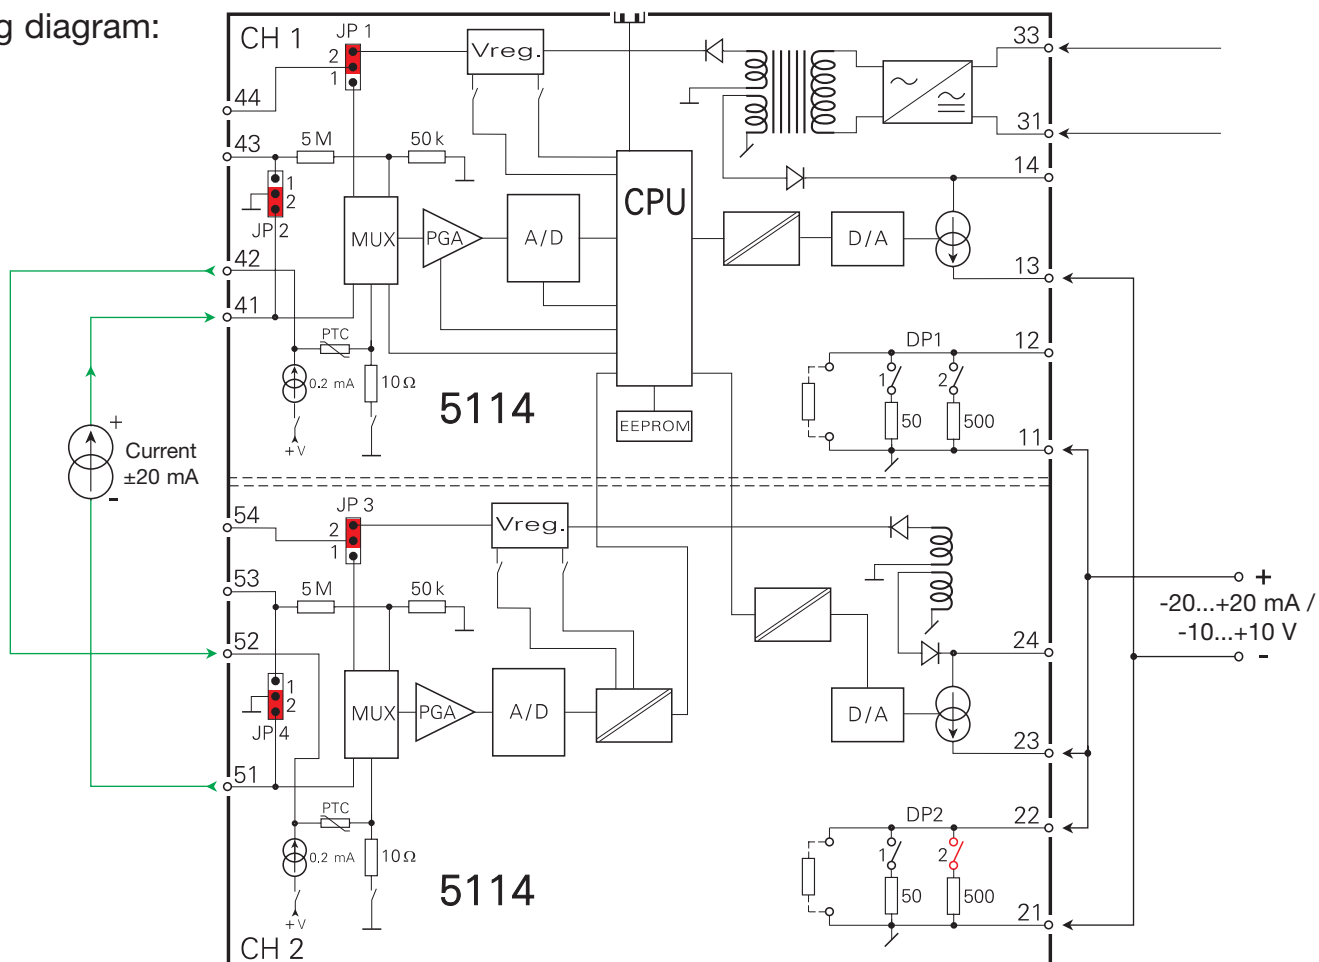 g diagram:
CH 1
JP 1
2
1
Vreg.
33
44
31
43
5 M
50 k
14
1
2
JP 2
MUX
PGA
A/D
CPU
D/A
42
13
41
PTC
0.2 mA
10 Ω
+V
5114
EEPROM
DP1
12
1
2
50
500
11
+
Current
±20 mA
-
54
JP 3
2
1
Vreg.
53
5 M
50 k
52
24
+
-20...+20 mA /
-10...+10 V
-
1
2
JP 4
MUX
PGA
A/D
D/A
23
51
PTC
0.2 mA
10 Ω
+V
5114
DP2
22
1
2
50
500
21
CH 2